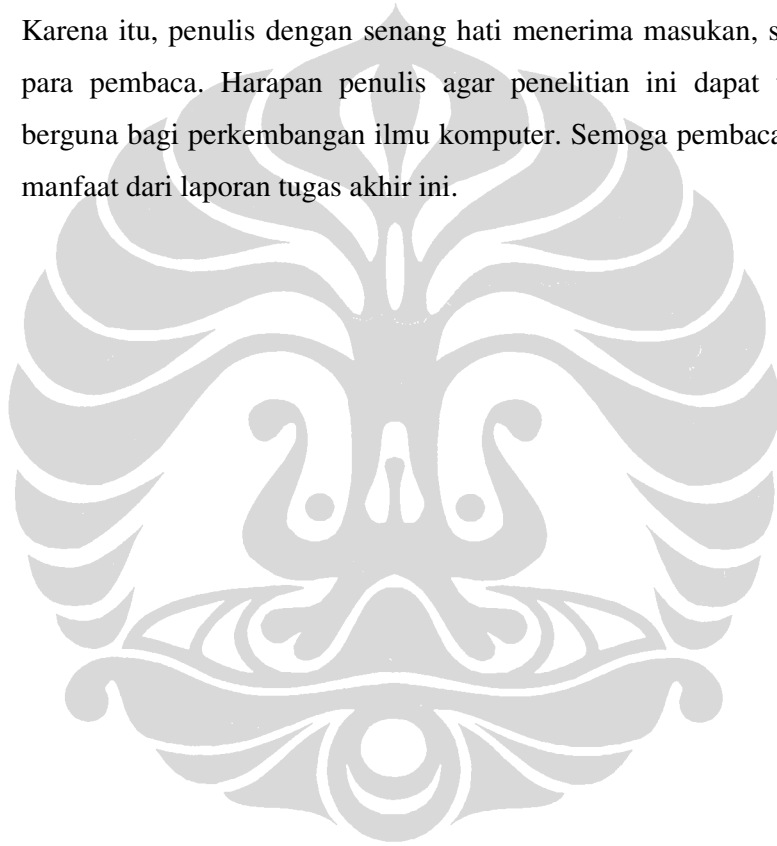 Karena itu, penulis dengan senang hati menerima masukan,
para pembaca. Harapan penulis agar penelitian ini dapat
berguna bagi perkembangan ilmu komputer. Semoga pembaca
manfaat dari laporan tugas akhir ini.